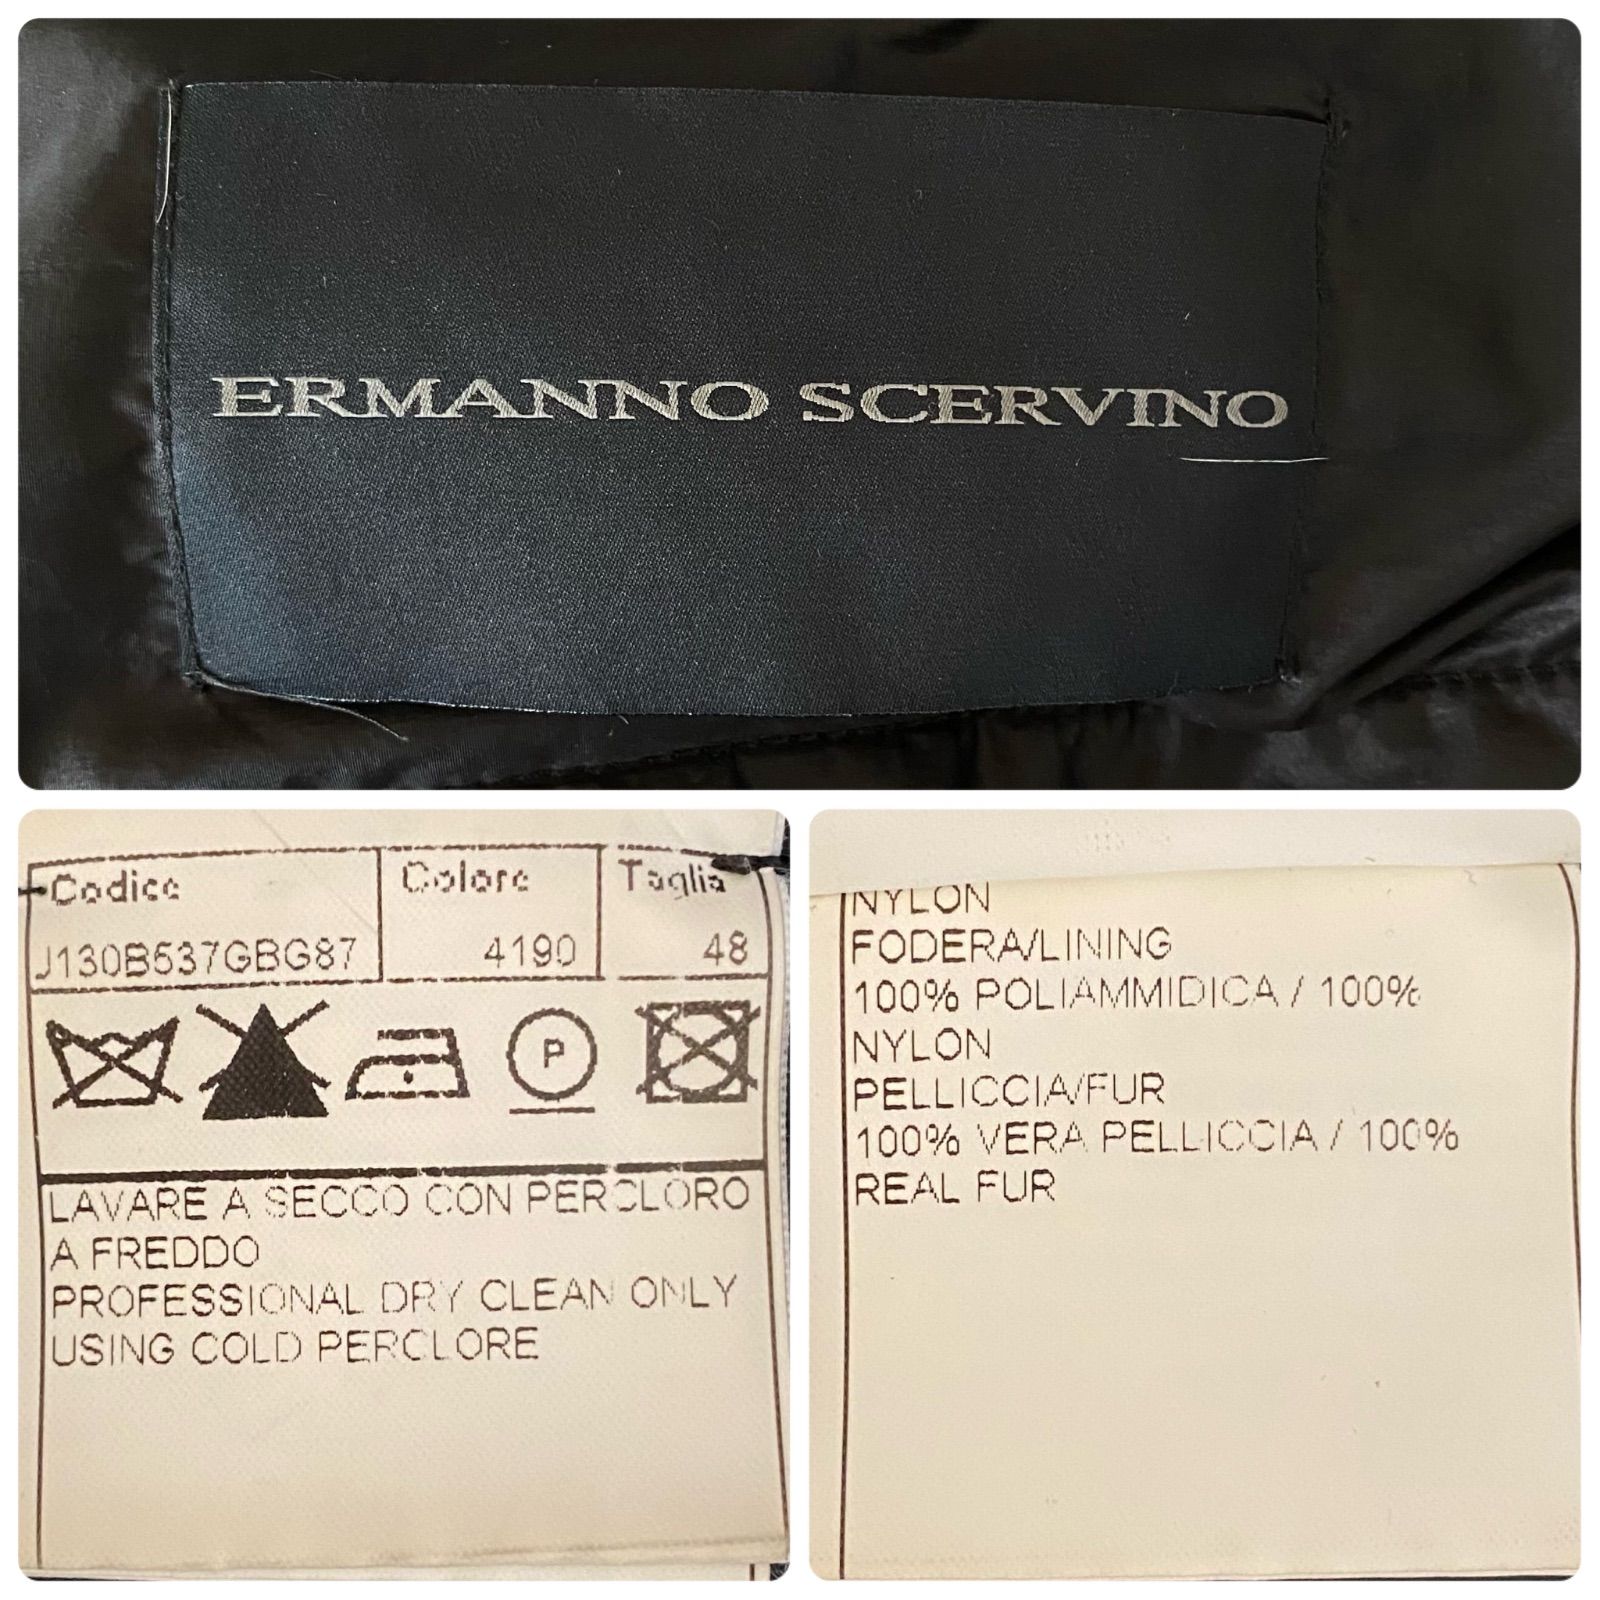 ERMANNO SCERVINO
Codice Colore Taglia
J130B537GBG87 4190 48
P
LAVARE A SECCO CON PERCLORO
A FREDDO
PROFESSIONAL DRY CLEAN ONLY
USING COLD PERCLORE
NYLON
FODERA/LINING
100% POLIAMMIDICA / 100%
NYLON
PELLICCIA/FUR
100% VERA PELLICCIA / 100%
REAL FUR